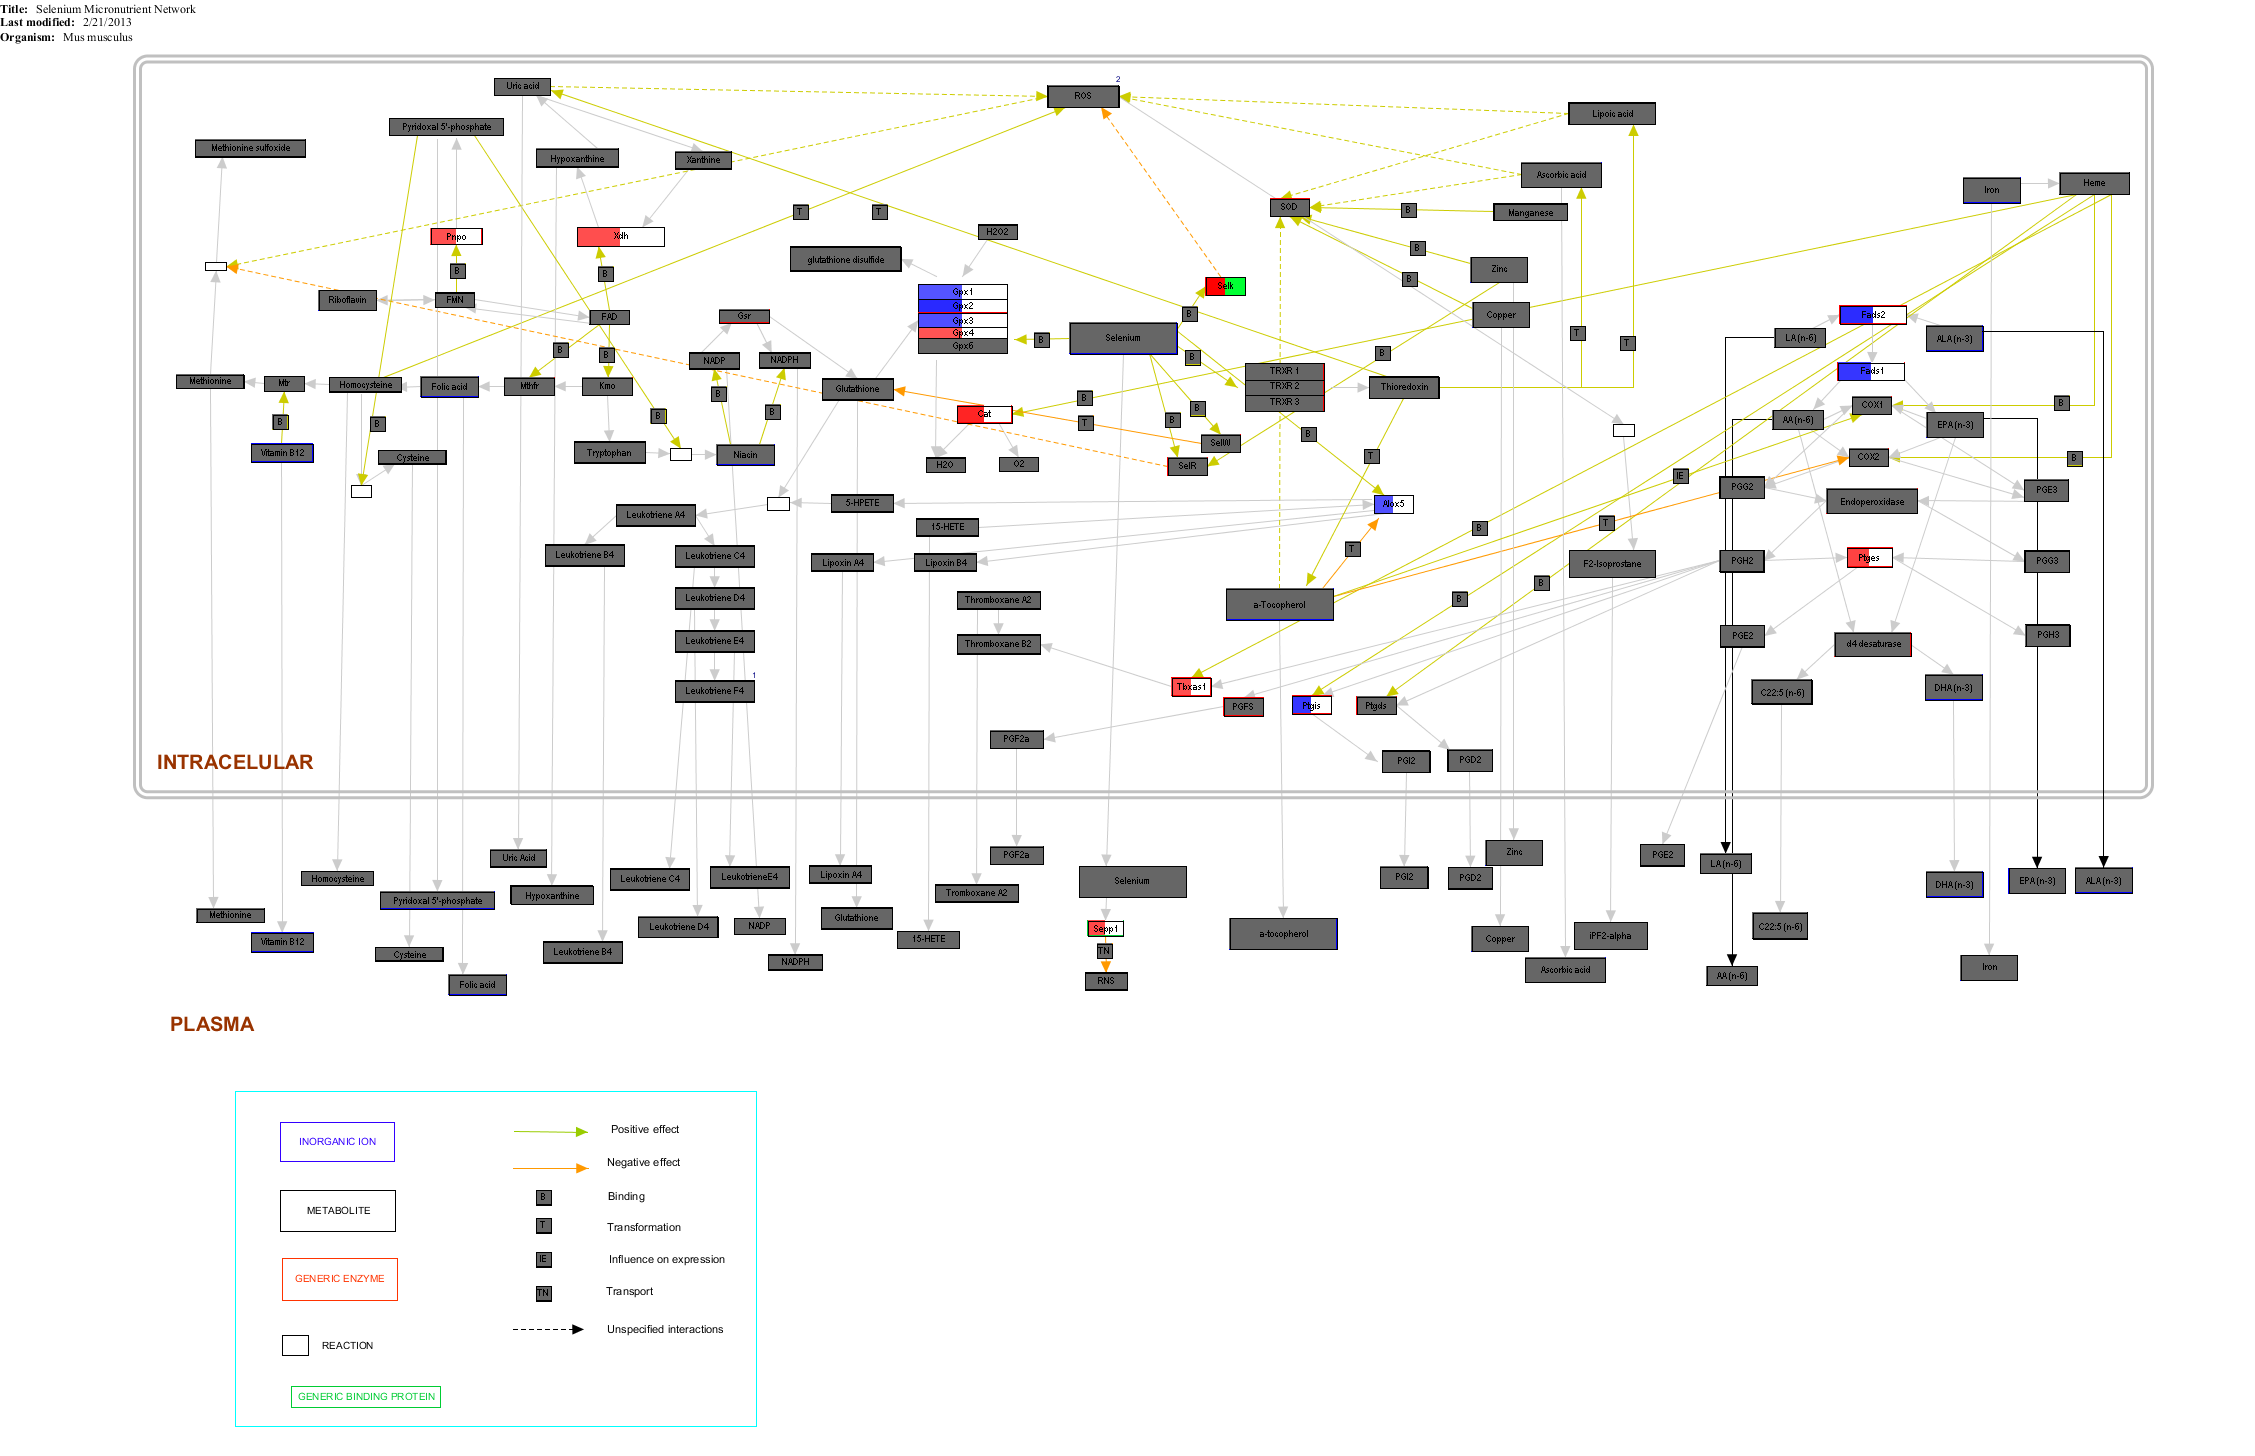 Title: Selenium Micronutrient Network
Last modified: 2/21/2013
Organism: Mus musculus
Uric acid
ROS
2
Lipoic acid
Pyridoxal 5'-phosphate
Methionine sulfoxide
Hypoxanthine
Xanthine
Ascorbic acid
Iron
Heme
T
T
SOD
B
Manganese
Pnpo
Xdh
H2O2
B
glutathione disulfide
Zinc
B
B
B
Selk
Gpx1
Gpx2
Gpx3
Gpx4
Gpx6
Riboflavin
FMN
FAD
Gsr
B
Copper
Fads2
Selenium
B
T
T
LA (n-6)
ALA (n-3)
B
B
NADP
NADPH
B
B
TRXR 1
TRXR 2
TRXR 3
Fads1
Methionine
Mtr
Homocysteine
Folic acid
Mthfr
Kmo
Glutathione
Thioredoxin
B
B
B
B
COX1
B
B
B
B
Cat
T
B
B
AA (n-6)
EPA (n-3)
SelW
Vitamin B12
Cysteine
Tryptophan
Niacin
H2O
O2
SelR
T
COX2
B
IE
PGG2
PGE3
5-HPETE
Alox5
Endoperoxidase
Leukotriene A4
15-HETE
B
T
Leukotriene B4
Leukotriene C4
Lipoxin A4
Lipoxin B4
T
F2-Isoprostane
PGH2
Ptges
PGG3
B
Leukotriene D4
Thromboxane A2
a-Tocopherol
B
Leukotriene E4
Thromboxane B2
PGE2
d4 desaturase
PGH3
1
Leukotriene F4
Tbxas1
PGFS
Ptgis
Ptgds
C22:5 (n-6)
DHA (n-3)
PGF2a
PGI2
PGD2
INTRACELULAR
Uric Acid
PGF2a
Zinc
PGE2
LA (n-6)
Homocysteine
Leukotriene C4
LeukotrieneE4
Lipoxin A4
Selenium
PGI2
PGD2
DHA (n-3)
EPA (n-3)
ALA (n-3)
Pyridoxal 5'-phosphate
Hypoxanthine
Tromboxane A2
Methionine
Leukotriene D4
NADP
Glutathione
Sepp1
a-tocopherol
Copper
iPF2-alpha
C22:5 (n-6)
Vitamin B12
Cysteine
Leukotriene B4
15-HETE
TN
NADPH
Ascorbic acid
AA (n-6)
Iron
Folic acid
RNS
PLASMA
INORGANIC ION
METABOLITE
GENERIC ENZYME
REACTION
GENERIC BINDING PROTEIN
Positive effect
Negative effect
B Binding
T Transformation
IE Influence on expression
TN Transport
Unspecified interactions